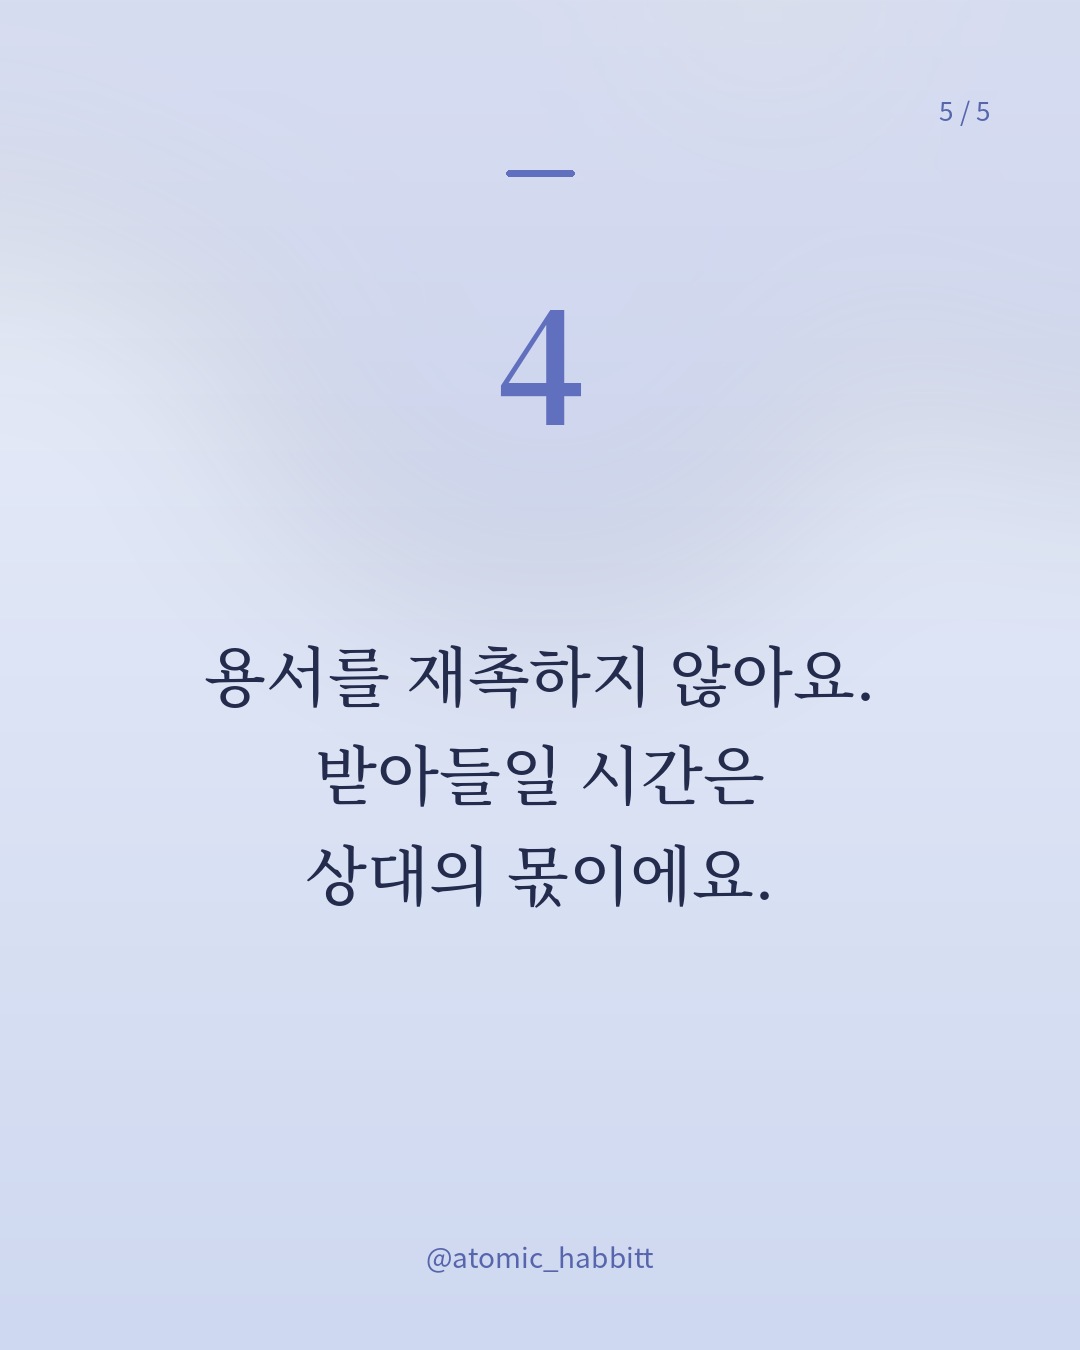 5 / 5
4
용서를 재촉하지 않아요.
받아들일 시간은
상대의 몫이에요.
@atomic_habbitt